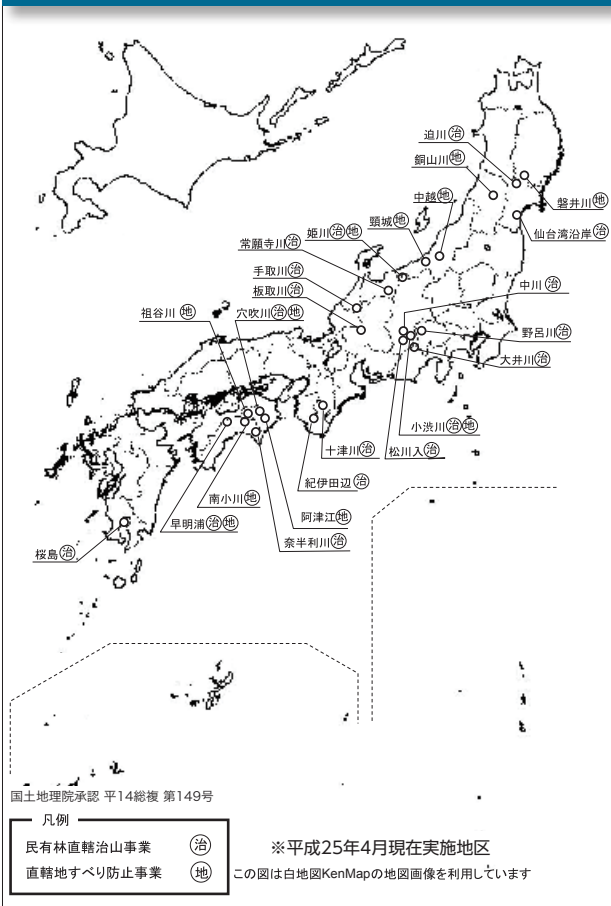 迫川治
銅山川地
磐井川地
中越地
頸城地
仙台湾沿岸治
姫川治地
常願寺川治
手取川治
中川治
板取川治
祖谷川 地
穴吹川治地
野呂川治
大井川治
小渋川治地
十津川治
松川入治
紀伊田辺治
南小川地
阿津江地
早明浦治地
奈半利川治
桜島治
国土地理院承認 平14総複 第149号
凡例
民有林直轄治山事業 治
直轄地すべり防止事業 地
※平成25年4月現在実施地区
この図は白地図KenMapの地図画像を利用しています